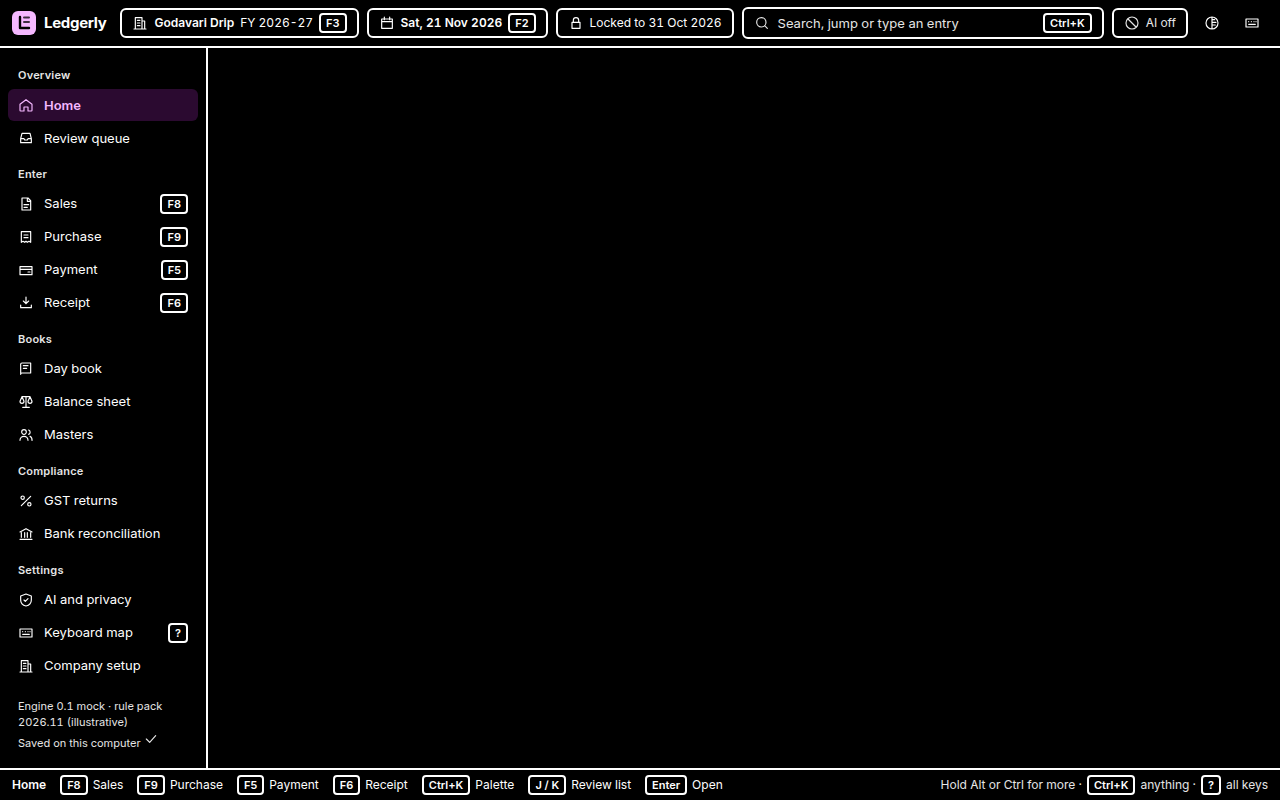 Ledgerly
Godavari Drip FY 2026-27 F3
Sat, 21 Nov 2026 F2
Locked to 31 Oct 2026
Search, jump or type an entry Ctrl+K
AI off
Overview
Home
Review queue
Enter
Sales F8
Purchase F9
Payment F5
Receipt F6
Books
Day book
Balance sheet
Masters
Compliance
GST returns
Bank reconciliation
Settings
AI and privacy
Keyboard map ?
Company setup
Engine 0.1 mock · rule pack
2026.11 (illustrative)
Saved on this computer
Home F8 Sales F9 Purchase F5 Payment F6 Receipt Ctrl+K Palette J / K Review list Enter Open
Hold Alt or Ctrl for more · Ctrl+K anything · ? all keys